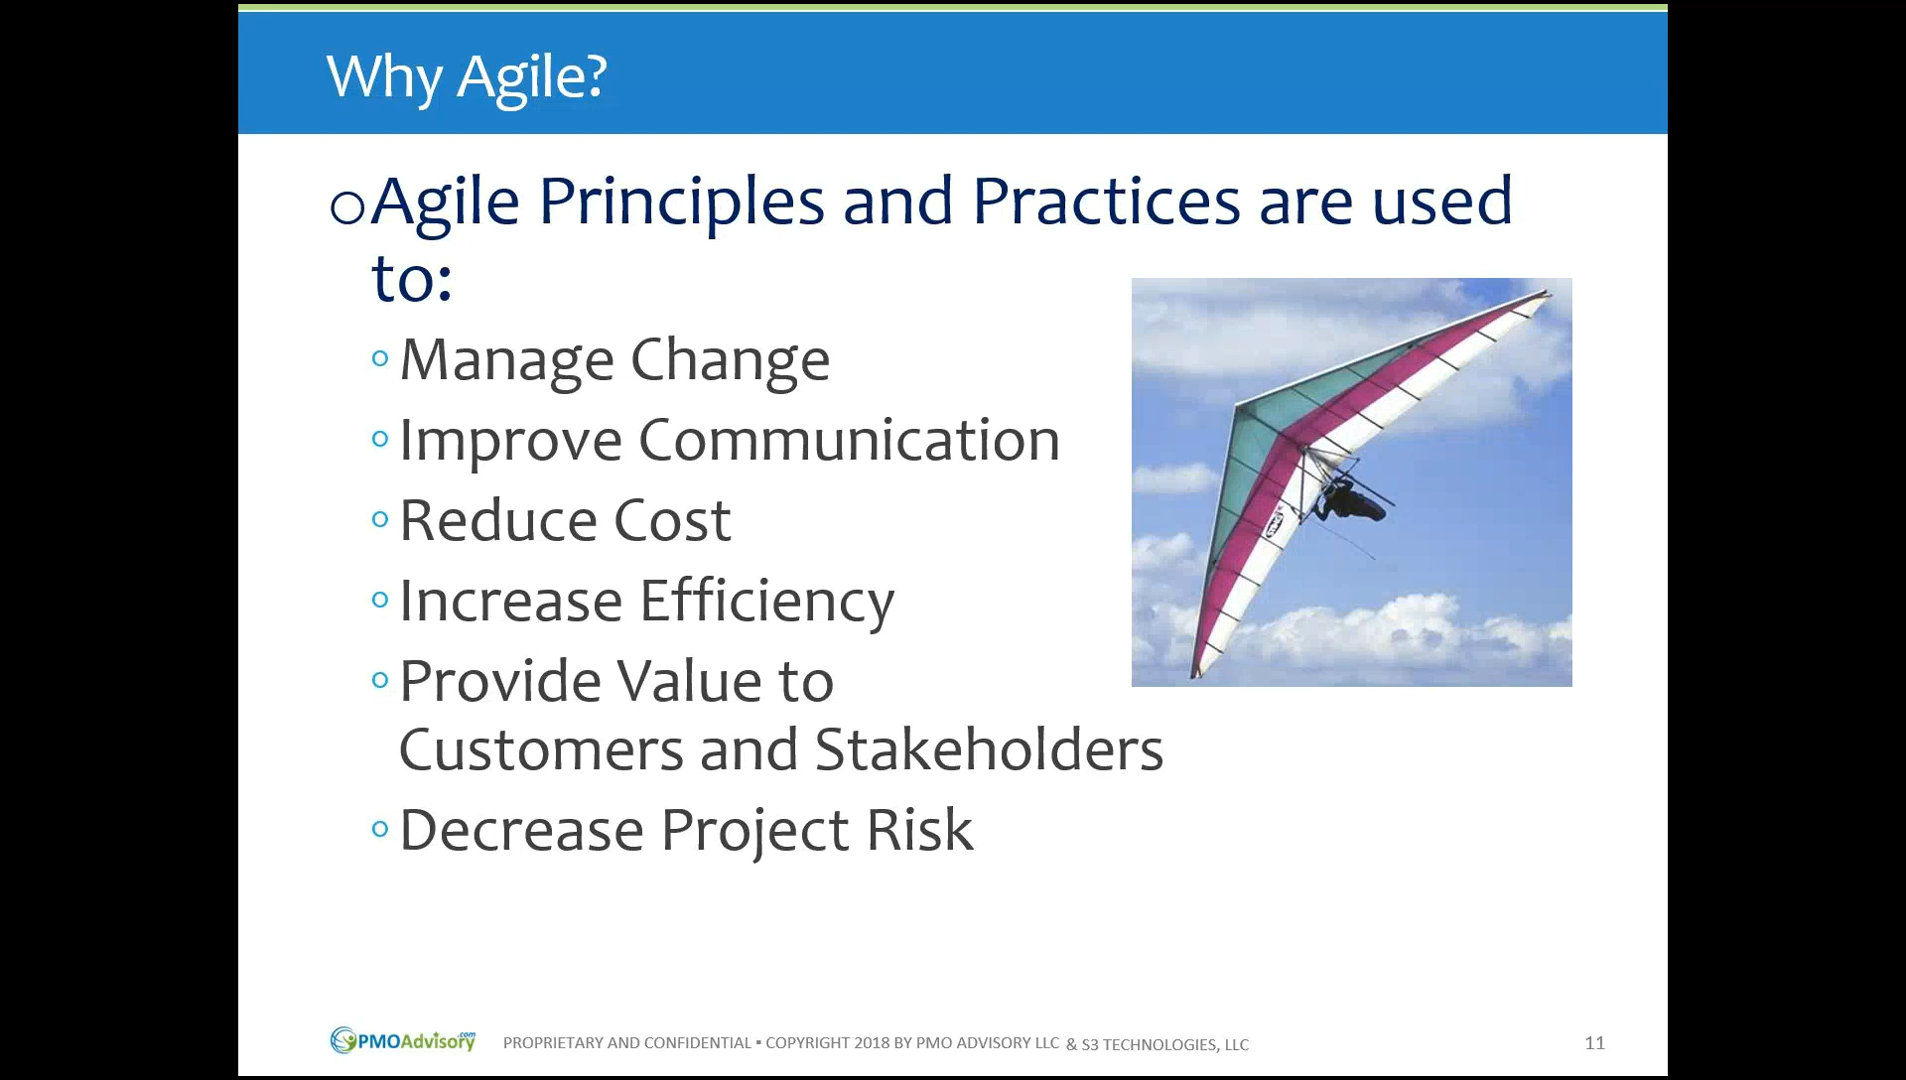 Why Agile?
oAgile Principles and Practices are used
to:
◦Manage Change
◦Improve Communication
◦Reduce Cost
◦Increase Efficiency
◦Provide Value to
Customers and Stakeholders
◦Decrease Project Risk
PMOAdvisory.com
PROPRIETARY AND CONFIDENTIAL ▪ COPYRIGHT 2018 BY PMO ADVISORY LLC & S3 TECHNOLOGIES, LLC
11